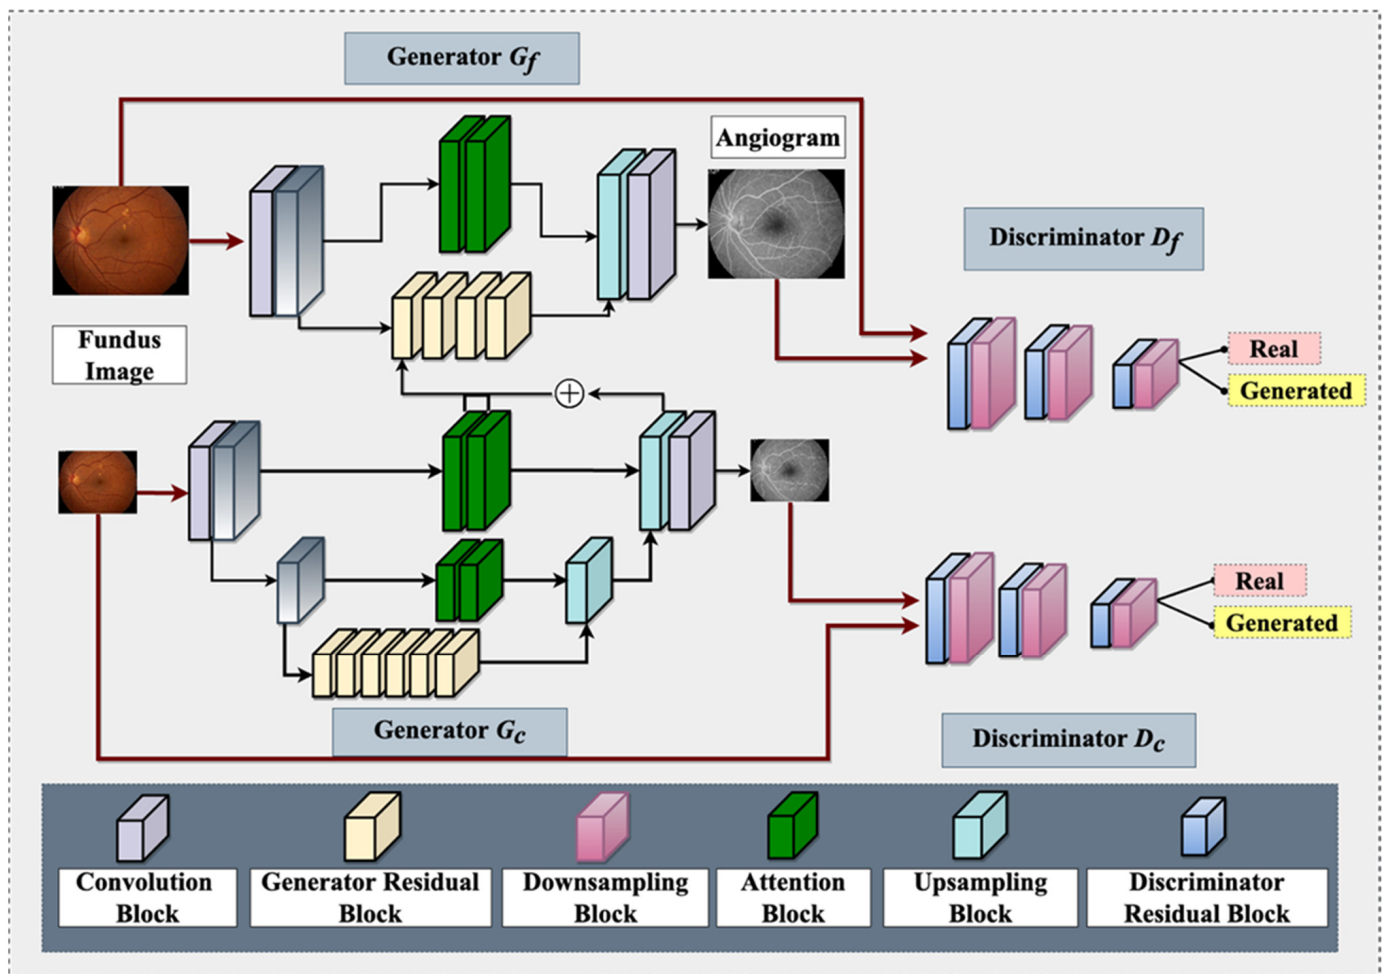 Generator Gf
Angiogram
Discriminator Df
Fundus
Image
Real
Generated
Real
Generated
Generator Gc
Discriminator Dc
Convolution
Block
Generator Residual
Block
Downsampling
Block
Attention
Block
Upsampling
Block
Discriminator
Residual Block